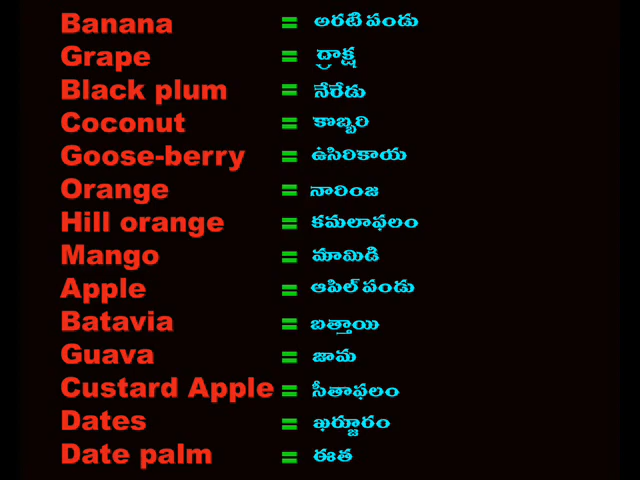 Banana = అరటి పండు
Grape = ద్రాక్ష
Black plum = నేరేడు
Coconut = కొబ్బరి
Goose-berry = ఉసిరికాయ
Orange = నారింజ
Hill orange = కమలాఫలం
Mango = మామిడి
Apple = ఆపిల్ పండు
Batavia = బత్తాయి
Guava = జామ
Custard Apple = సీతాఫలం
Dates = ఖర్జూరం
Date palm = ఈత